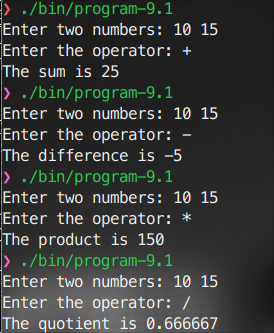 ❯ ./bin/program-9.1
Enter two numbers: 10 15
Enter the operator: +
The sum is 25
❯ ./bin/program-9.1
Enter two numbers: 10 15
Enter the operator: -
The difference is -5
❯ ./bin/program-9.1
Enter two numbers: 10 15
Enter the operator: *
The product is 150
❯ ./bin/program-9.1
Enter two numbers: 10 15
Enter the operator: /
The quotient is 0.666667